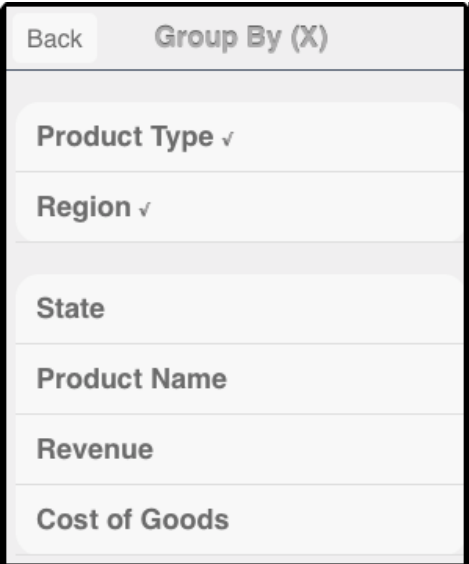 Back Group By (X)
Product Type √
Region √
State
Product Name
Revenue
Cost of Goods